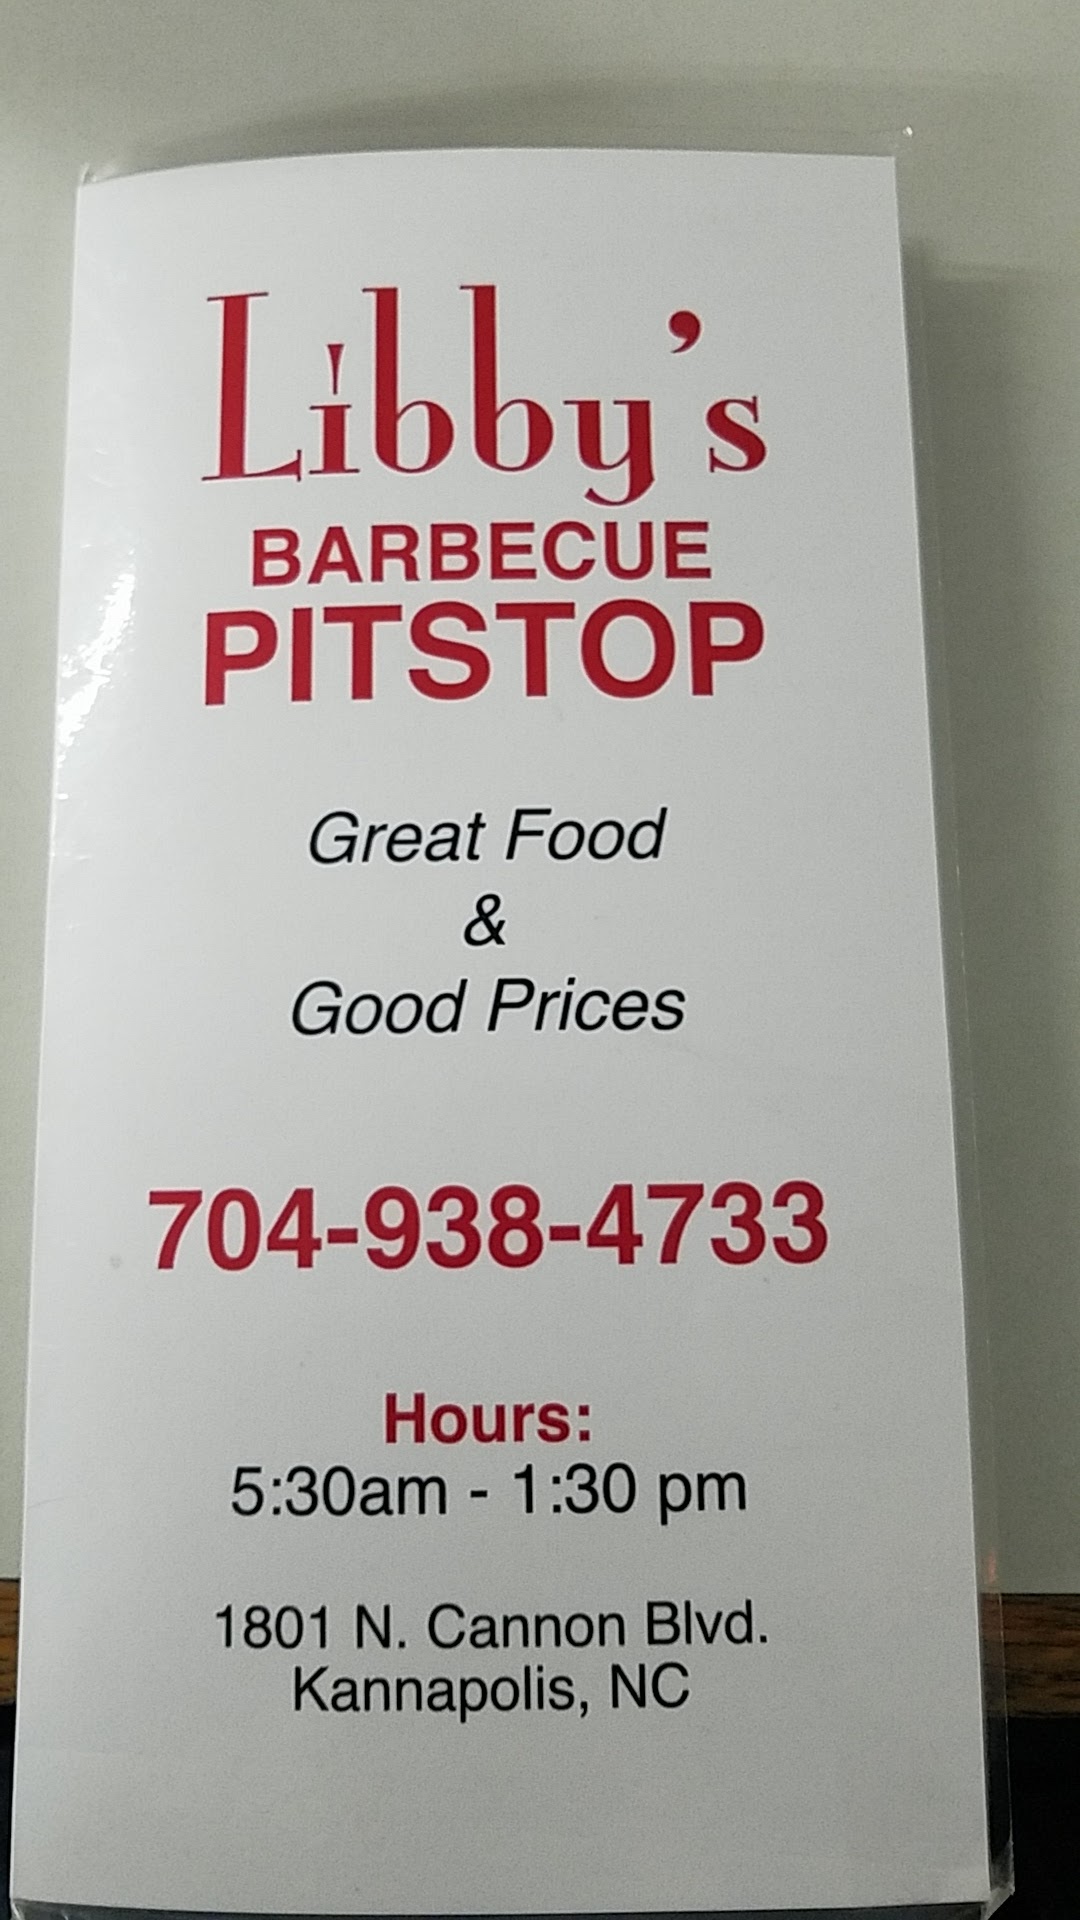 Libby's
BARBECUE
PITSTOP
Great Food
&
Good Prices
704-938-4733
Hours:
5:30am - 1:30 pm
1801 N. Cannon Blvd.
Kannapolis, NC